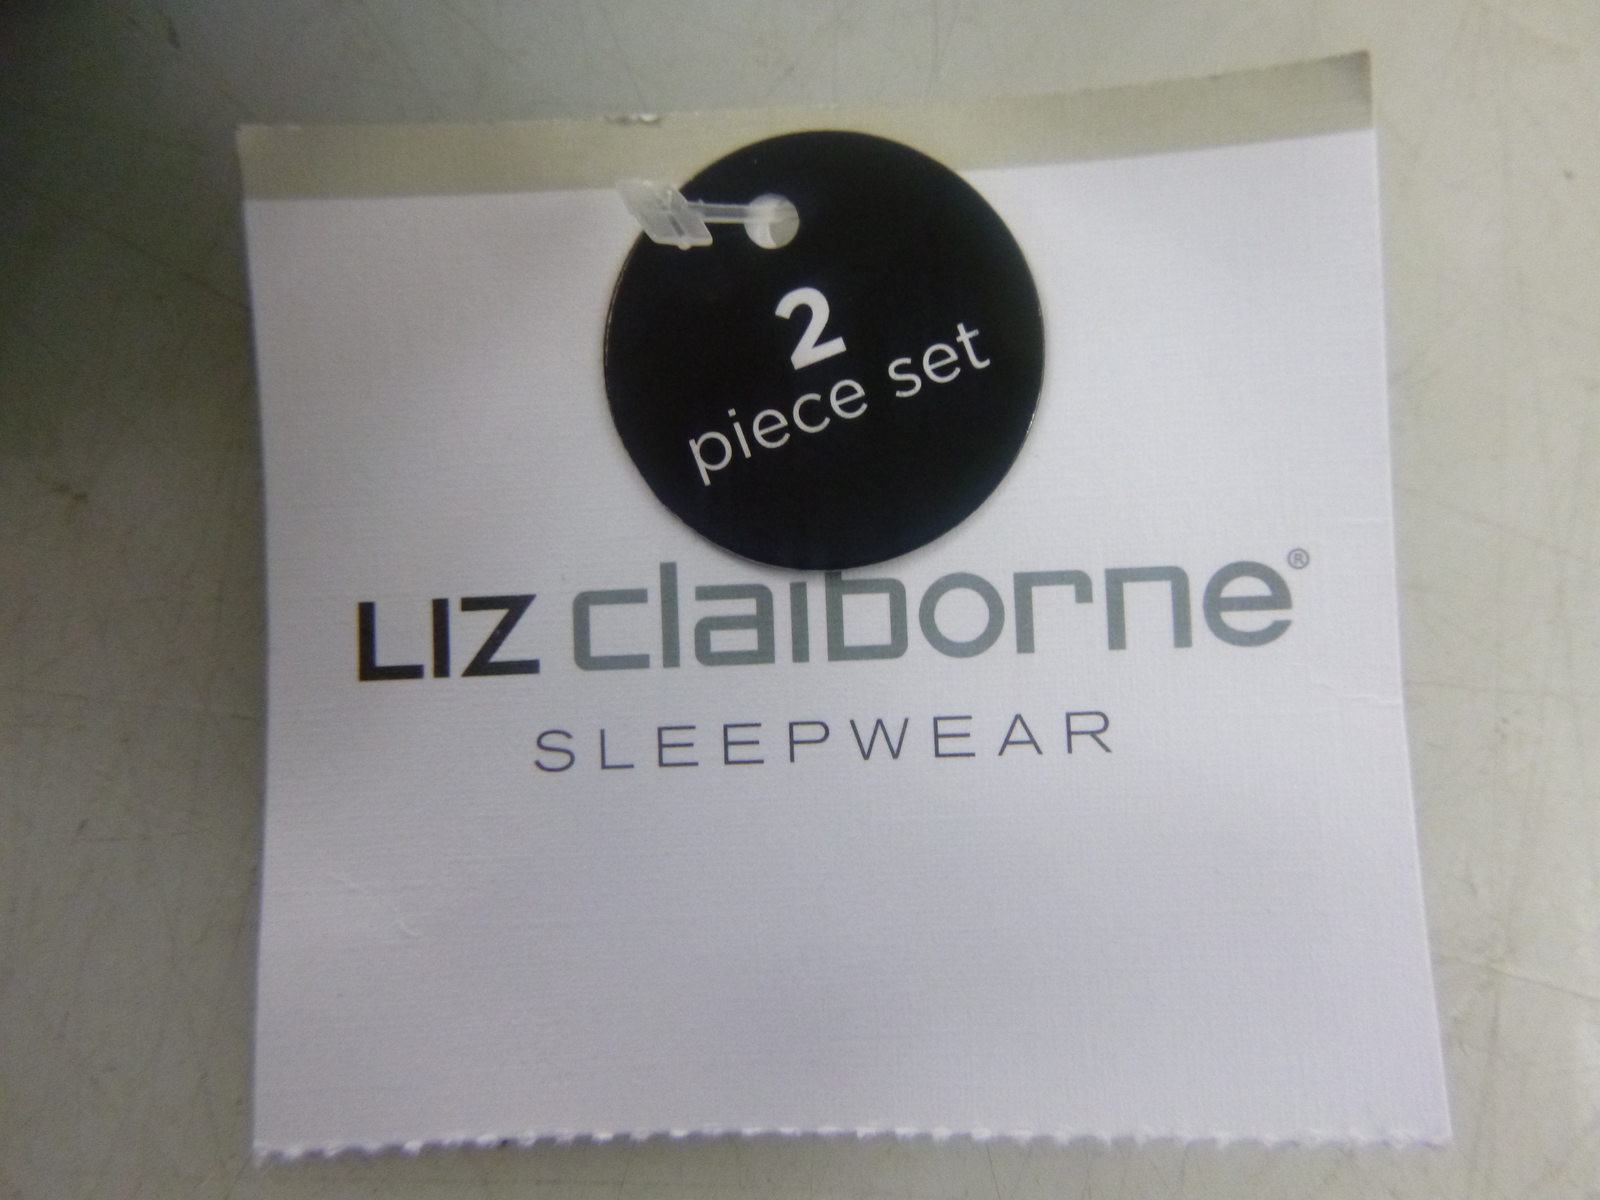 2
piece set
LIZ claiborne®
SLEEPWEAR